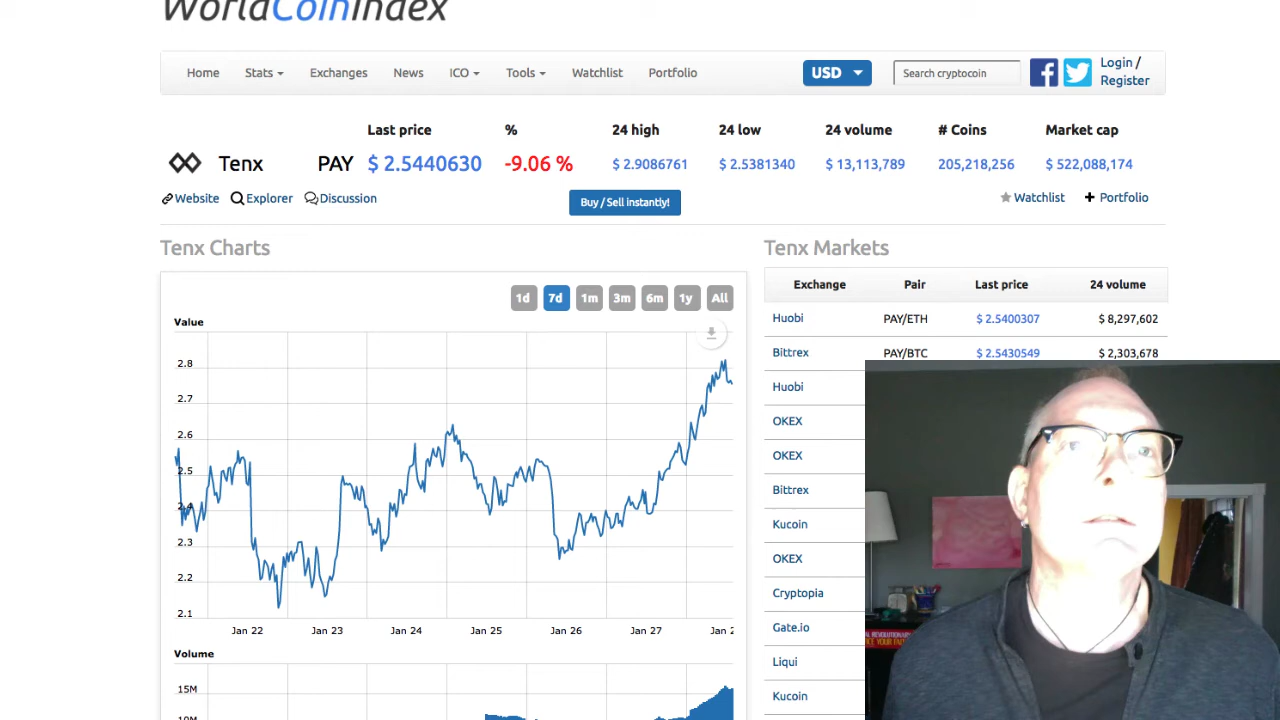 WorldCoinIndex
Home Stats Exchanges News ICO Tools Watchlist Portfolio USD Search cryptocoin Login /
Register
Last price % 24 high 24 low 24 volume # Coins Market cap
Tenx PAY $ 2.5440630 -9.06 % $ 2.9086761 $ 2.5381340 $ 13,113,789 205,218,256 $ 522,088,174
Website Explorer Discussion Buy / Sell instantly! Watchlist + Portfolio
Tenx Charts
1d 7d 1m 3m 6m 1y All
Value
2.8
2.7
2.6
2.5
2.4
2.3
2.2
2.1
Jan 22 Jan 23 Jan 24 Jan 25 Jan 26 Jan 27 Jan 2
Volume
15M
10M
Tenx Markets
Exchange Pair Last price 24 volume
Huobi PAY/ETH $ 2.5400307 $ 8,297,602
Bittrex PAY/BTC $ 2.5430549 $ 2,303,678
Huobi
OKEX
OKEX
Bittrex
Kucoin
OKEX
Cryptopia
Gate.io
Liqui
Kucoin